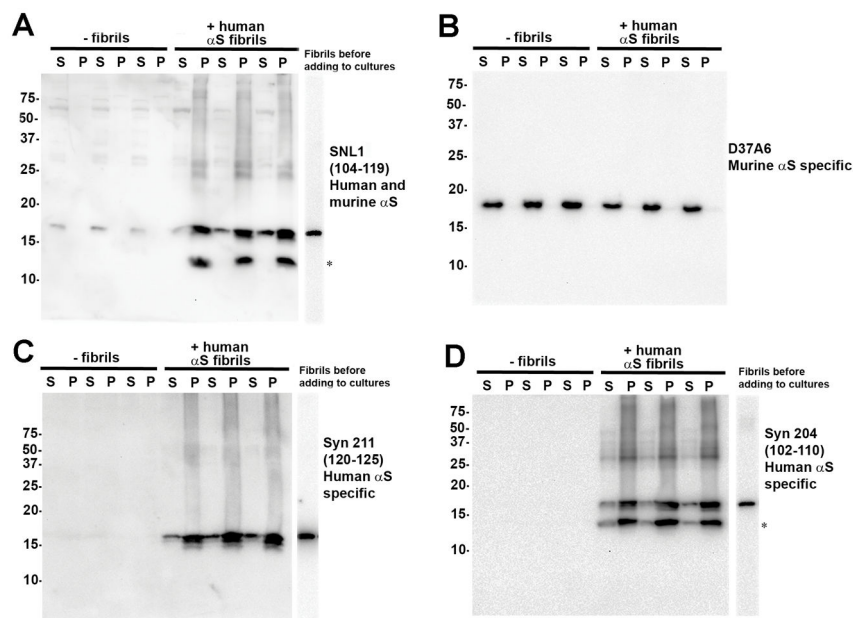 A
- fibrils
+ human
αS fibrils
Fibrils before
adding to cultures
S P S P S P S P S P S P
75-
50-
37-
25-
20-
15-
10-
SNL1
(104-119)
Human and
murine αS
*
B
- fibrils
+ human
αS fibrils
S P S P S P S P S P S P
75-
50-
37-
25-
20-
15-
10-
D37A6
Murine αS specific
C
- fibrils
+ human
αS fibrils
Fibrils before
adding to cultures
S P S P S P S P S P S P
75-
50-
37-
25-
20-
15-
10-
Syn 211
(120-125)
Human αS
specific
D
- fibrils
+ human
αS fibrils
Fibrils before
adding to cultures
S P S P S P S P S P S P
75-
50-
37-
25-
20-
15-
10-
Syn 204
(102-110)
Human αS
specific
*